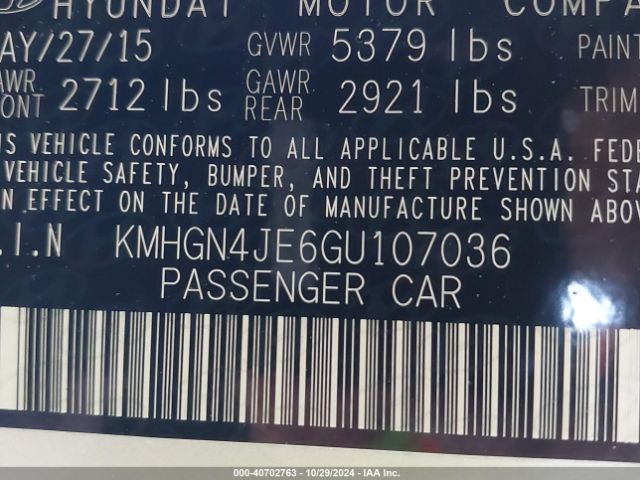 HYUNDAI MOTOR COMPA
AY/27/15 GVWR 5379 lbs PAINT
AWR GAWR
ONT 2712 lbs REAR 2921 lbs TRIM
IS VEHICLE CONFORMS TO ALL APPLICABLE U.S.A. FEDE
VEHICLE SAFETY, BUMPER, AND THEFT PREVENTION STA
N EFFECT ON THE DATE OF MANUFACTURE SHOWN ABOV
.I.N KMHGN4JE6GU107036
PASSENGER CAR
000-40702763 - 10/29/2024 - IAA Inc.